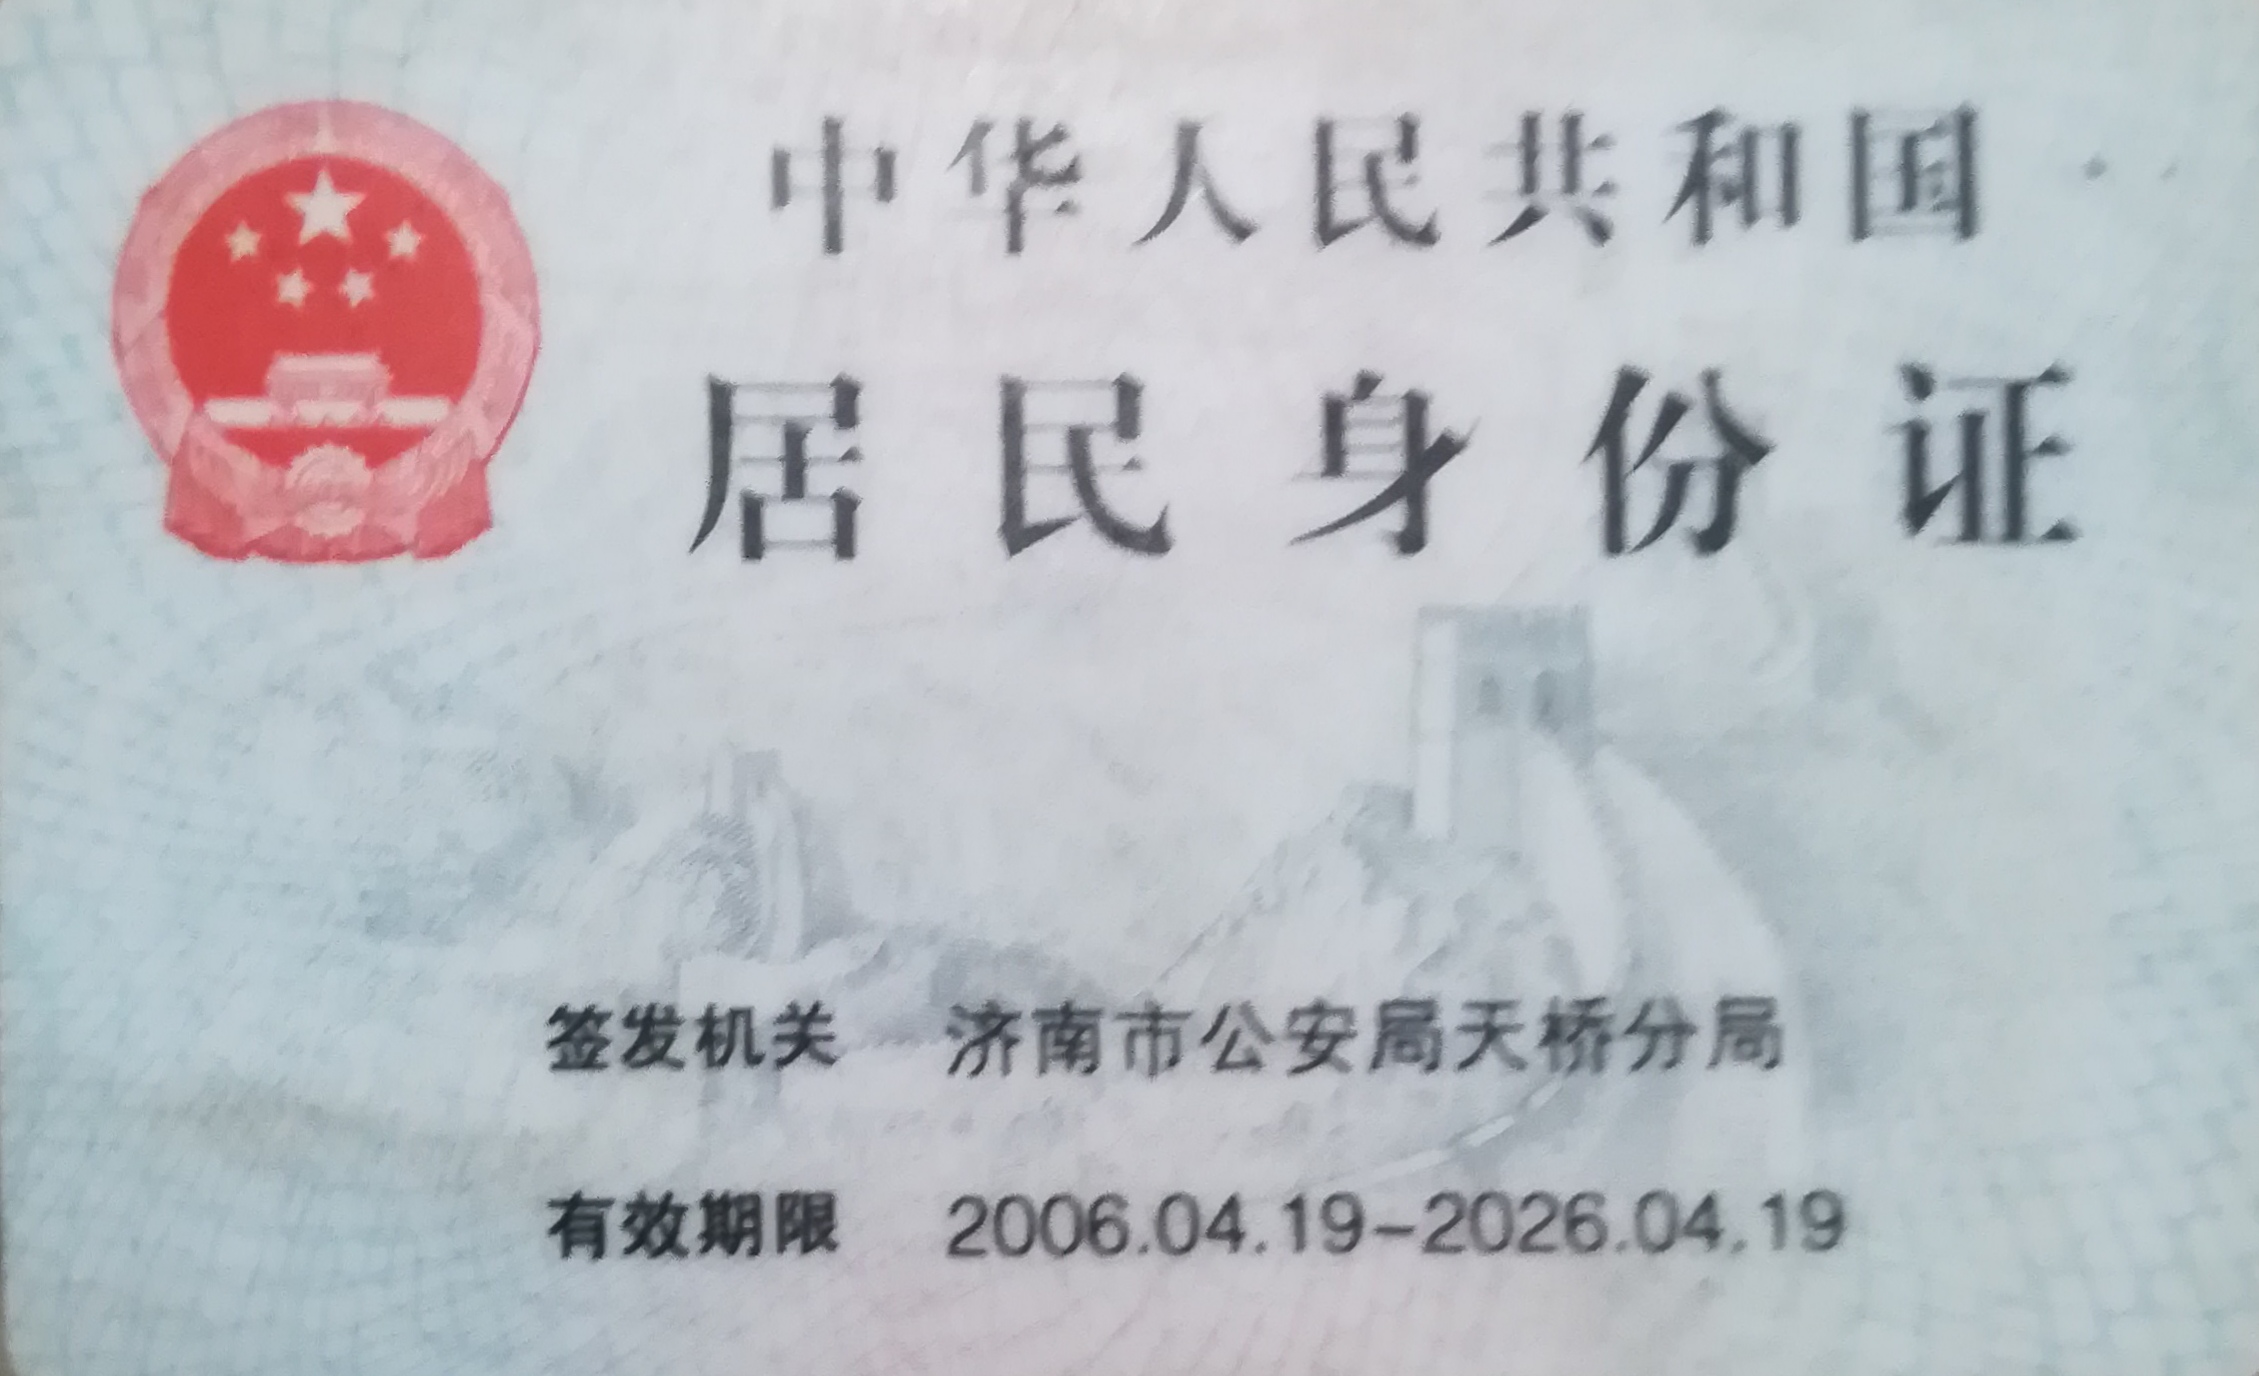 中华人民共和国
居民身份证
签发机关 济南市公安局天桥分局
有效期限 2006.04.19-2026.04.19